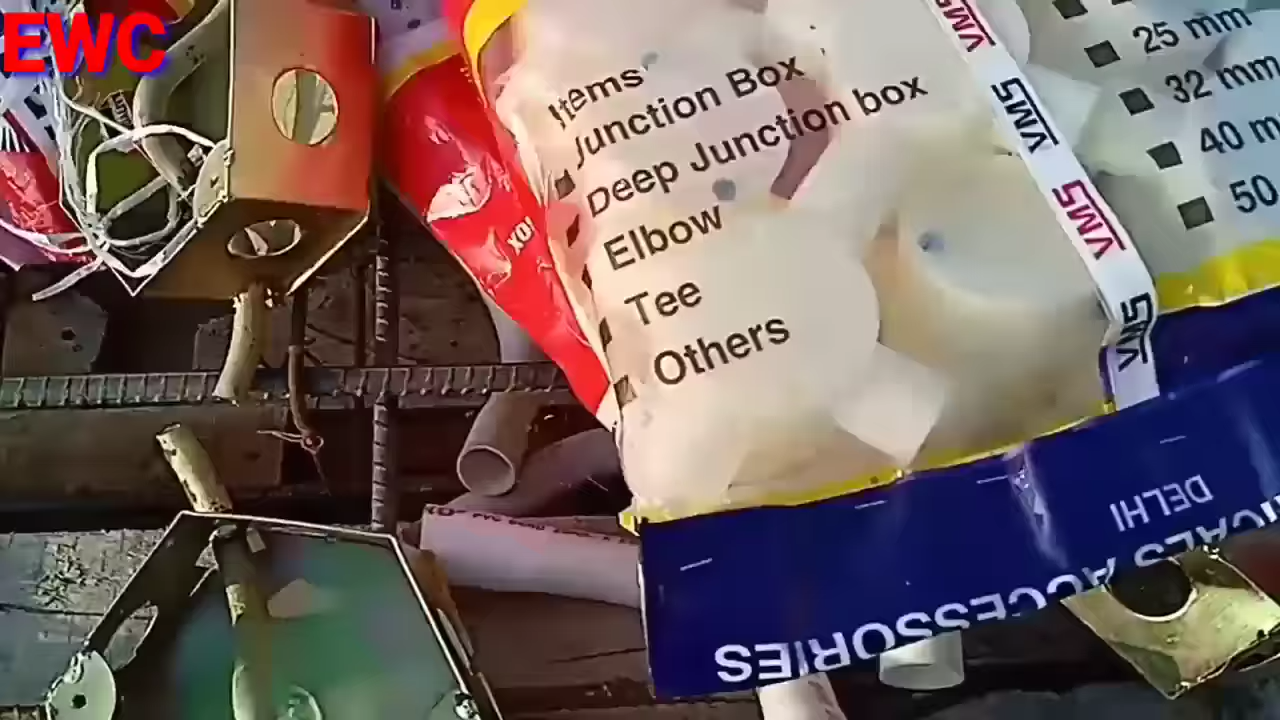 EWC
Items
Junction Box
Deep Junction box
Elbow
Tee
Others
VMS
VMS
VMS
VMS
25 mm
32 mm
40 m
50
DELHI
ACCESSORIES